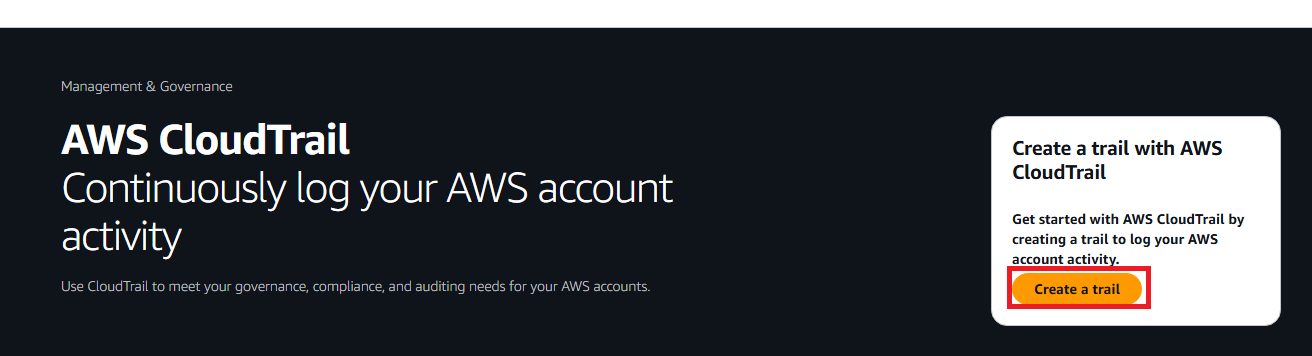 Management & Governance
AWS CloudTrail
Continuously log your AWS account
activity
Use CloudTrail to meet your governance, compliance, and auditing needs for your AWS accounts.
Create a trail with AWS
CloudTrail
Get started with AWS CloudTrail by
creating a trail to log your AWS
account activity.
Create a trail